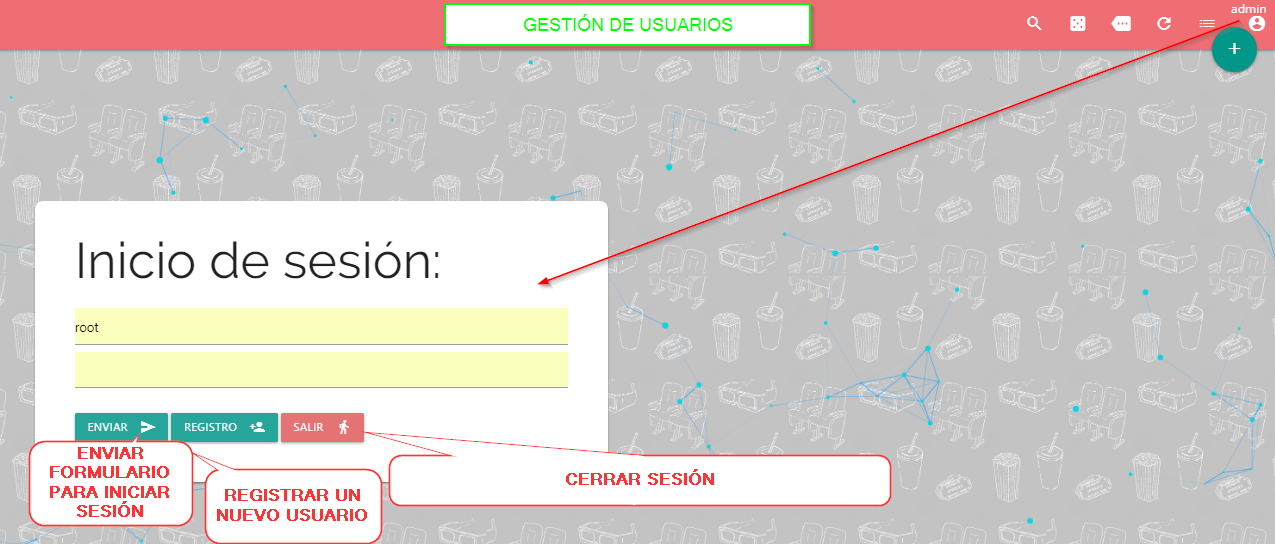 GESTIÓN DE USUARIOS
admin
Inicio de sesión:
root
ENVIAR
REGISTRO
SALIR
ENVIAR
FORMULARIO
PARA INICIAR
SESIÓN
REGISTRAR UN
NUEVO USUARIO
CERRAR SESIÓN